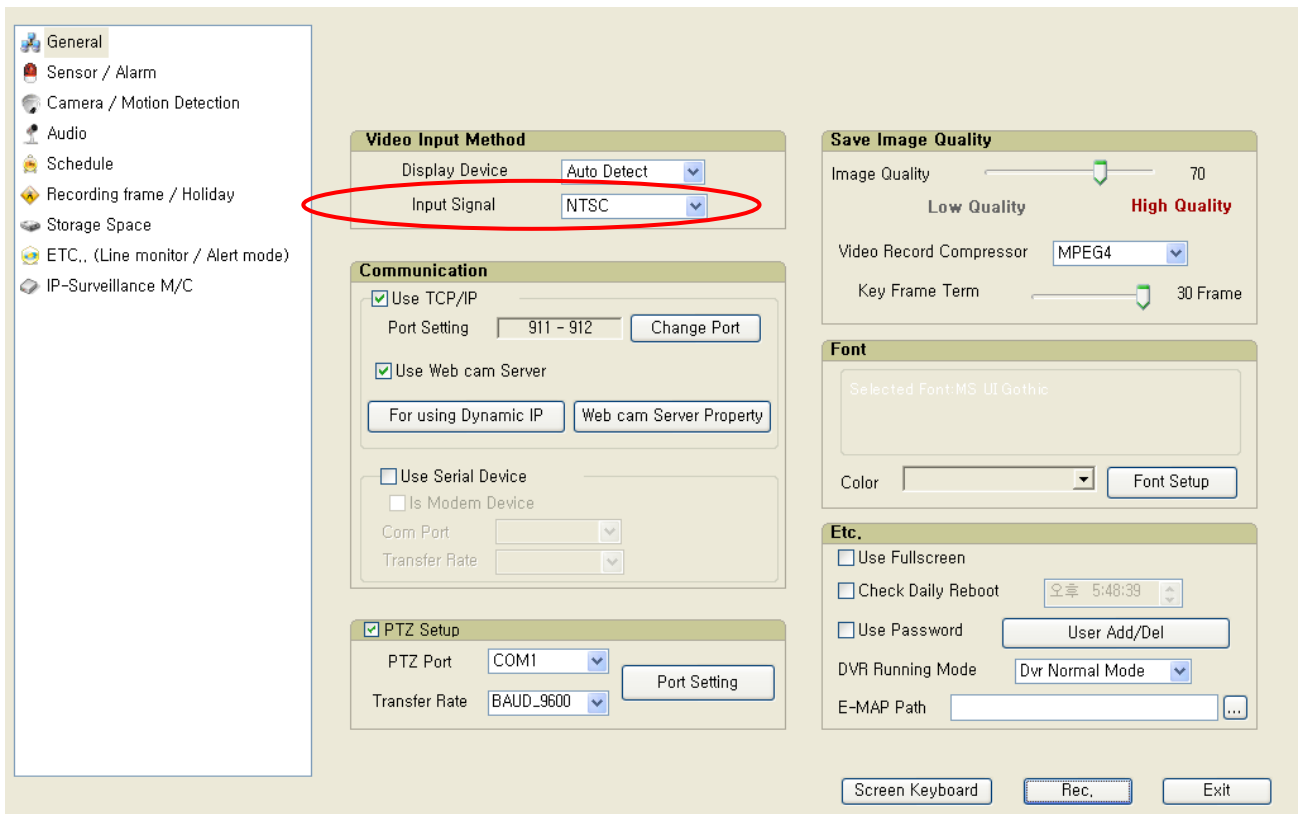 General
Sensor / Alarm
Camera / Motion Detection
Audio
Schedule
Recording frame / Holiday
Storage Space
ETC,, (Line monitor / Alert mode)
IP-Surveillance M/C
Video Input Method
Display Device Auto Detect
Input Signal NTSC
Communication
Use TCP/IP
Port Setting 911 - 912 Change Port
Use Web cam Server
For using Dynamic IP Web cam Server Property
Use Serial Device
Is Modem Device
Com Port
Transfer Rate
PTZ Setup
PTZ Port COM1
Port Setting
Transfer Rate BAUD_9600
Save Image Quality
Image Quality 70
Low Quality High Quality
Video Record Compressor MPEG4
Key Frame Term 30 Frame
Font
Selected Font:MS UI Gothic
Color Font Setup
Etc,
Use Fullscreen
Check Daily Reboot 오후 5:48:39
Use Password User Add/Del
DVR Running Mode Dvr Normal Mode
E-MAP Path ...
Screen Keyboard Rec, Exit